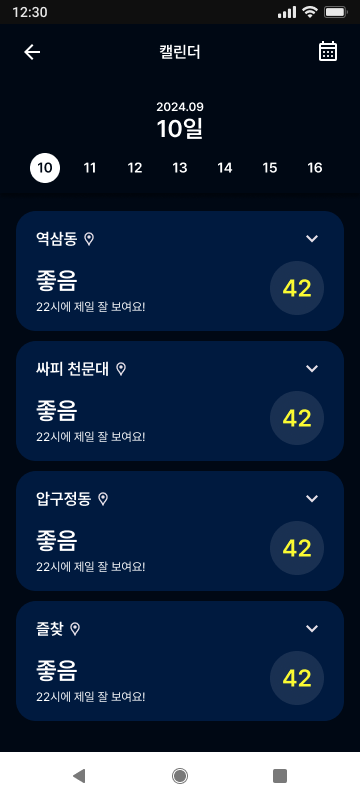 12:30
캘린더
2024.09
10일
10 11 12 13 14 15 16
역삼동
좋음
42
22시에 제일 잘 보여요!
싸피 천문대
좋음
42
22시에 제일 잘 보여요!
압구정동
좋음
42
22시에 제일 잘 보여요!
즐찾
좋음
42
22시에 제일 잘 보여요!